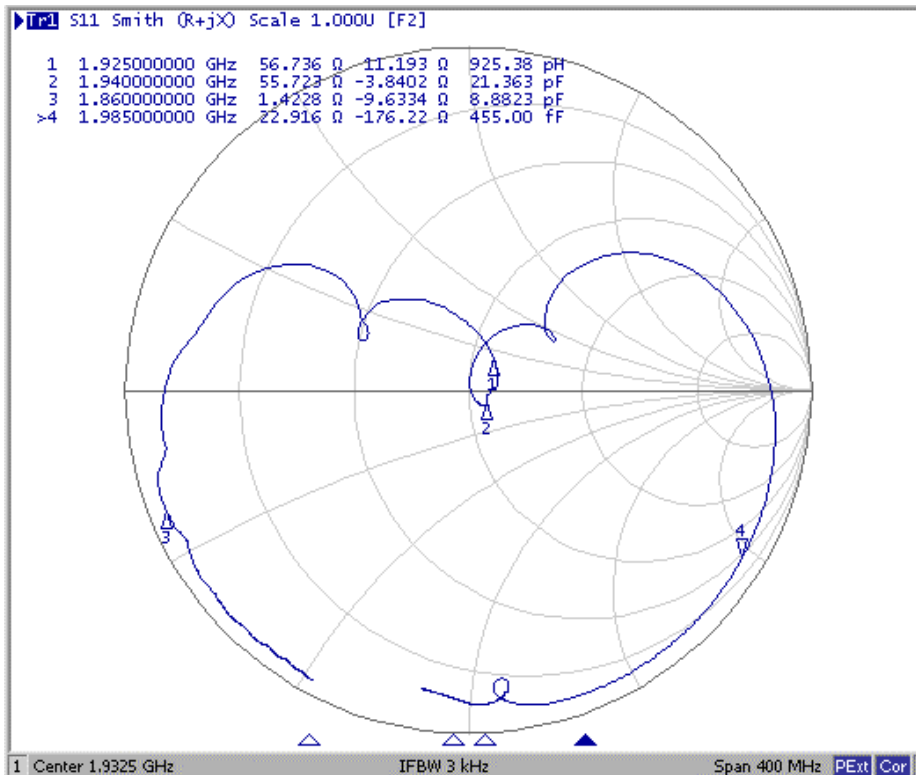 Tr1 S11 Smith (R+jX) Scale 1.000U [F2]
1 1.925000000 GHz 56.736 Ω 11.193 Ω 925.38 pH
2 1.940000000 GHz 55.723 Ω -3.8402 Ω 21.363 pF
3 1.860000000 GHz 1.4228 Ω -9.6334 Ω 8.8823 pF
>4 1.985000000 GHz 22.916 Ω -176.22 Ω 455.00 fF
1
2
3
4
1 Center 1.9325 GHz IFBW 3 kHz Span 400 MHz PExt Cor